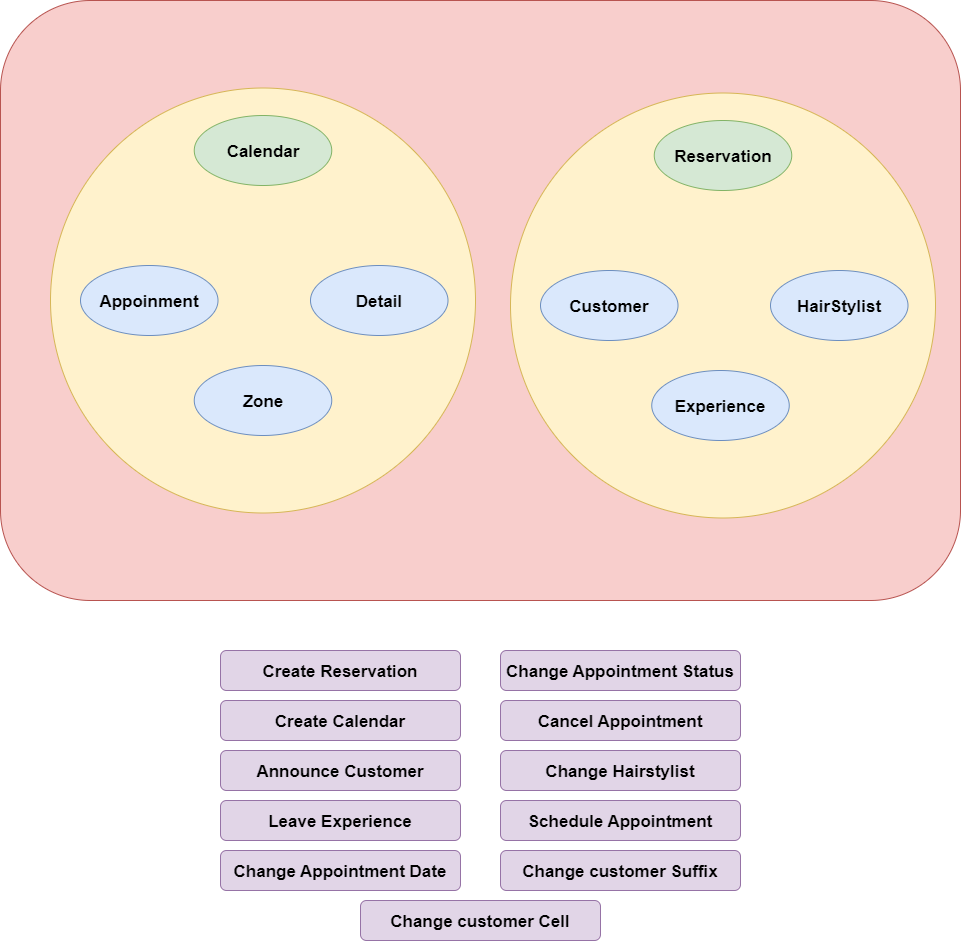 Calendar
Reservation
Appoinment
Detail
Customer
HairStylist
Zone
Experience
Create Reservation
Change Appointment Status
Create Calendar
Cancel Appointment
Announce Customer
Change Hairstylist
Leave Experience
Schedule Appointment
Change Appointment Date
Change customer Suffix
Change customer Cell